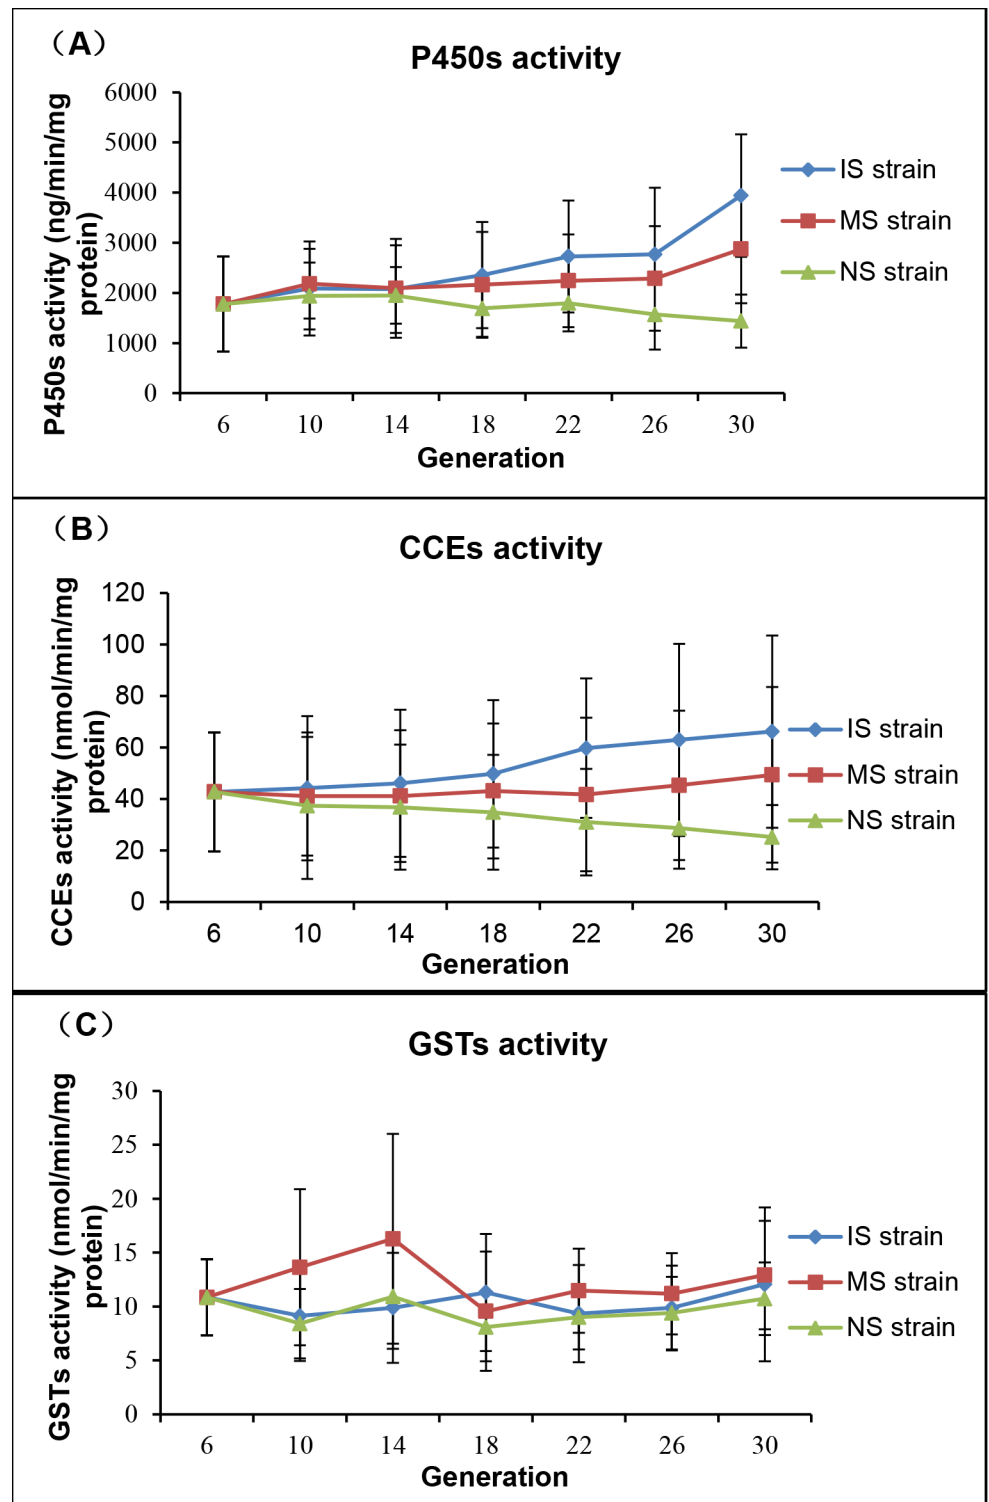 （A）
P450s activity
P450s activity (ng/min/mg
protein)
6000
5000
4000
3000
2000
1000
0
6 10 14 18 22 26 30
Generation
IS strain
MS strain
NS strain
（B）
CCEs activity
CCEs activity (nmol/min/mg
protein)
120
100
80
60
40
20
0
6 10 14 18 22 26 30
Generation
IS strain
MS strain
NS strain
（C）
GSTs activity
GSTs activity (nmol/min/mg
protein)
30
25
20
15
10
5
0
6 10 14 18 22 26 30
Generation
IS strain
MS strain
NS strain